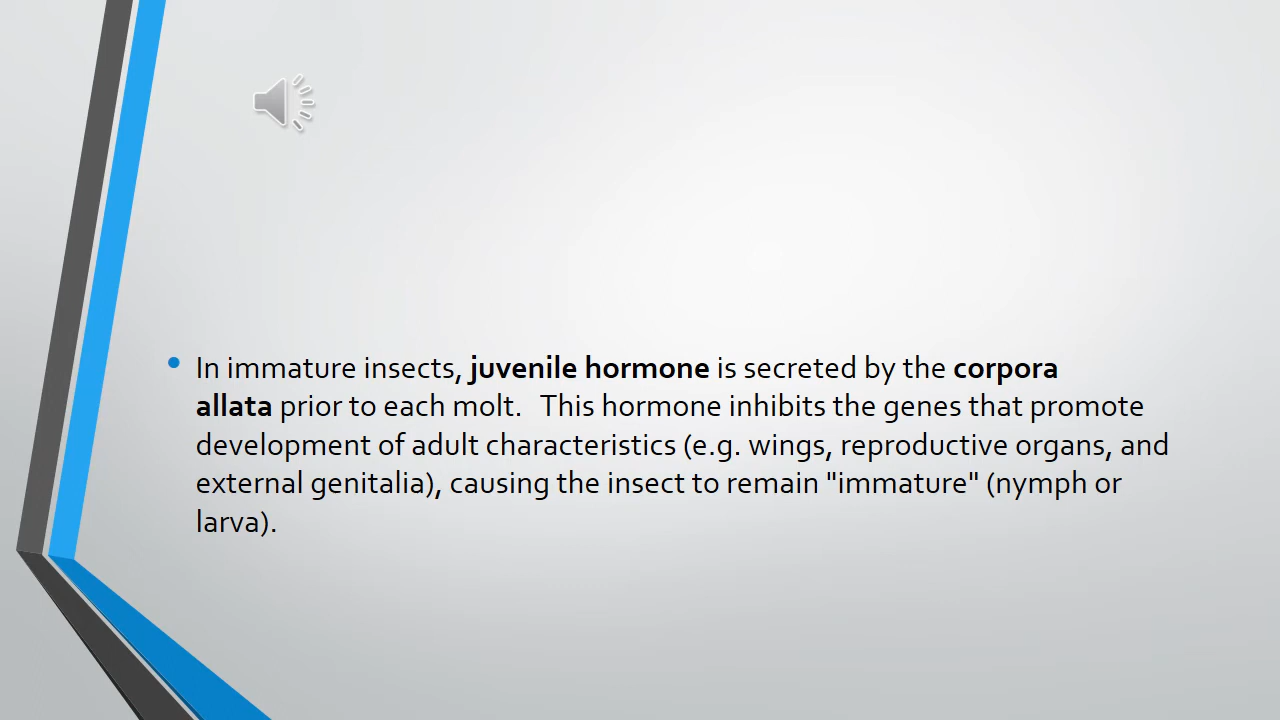 In immature insects, juvenile hormone is secreted by the corpora
allata prior to each molt.   This hormone inhibits the genes that promote
development of adult characteristics (e.g. wings, reproductive organs, and
external genitalia), causing the insect to remain "immature" (nymph or
larva).